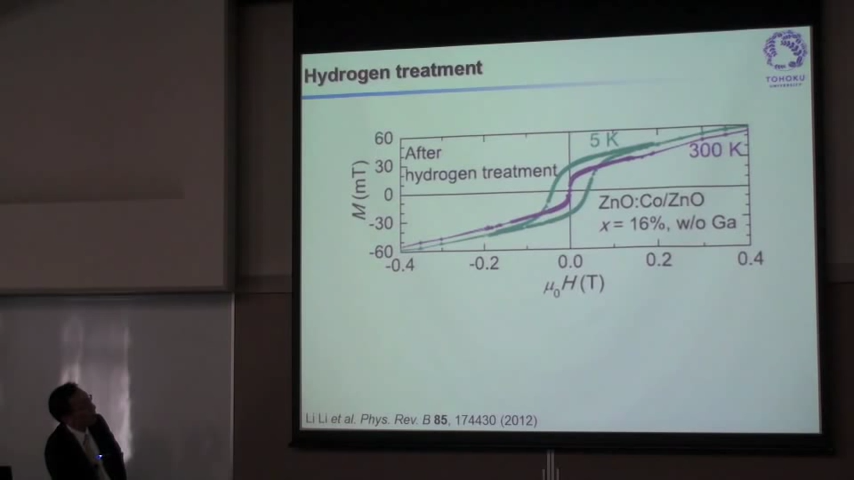 Hydrogen treatment
TOHOKU
UNIVERSITY
60
30
0
-30
-60
M (mT)
After
hydrogen treatment
5 K
300 K
ZnO:Co/ZnO
x = 16%, w/o Ga
-0.4
-0.2
0.0
0.2
0.4
μ₀H (T)
Li Li et al. Phys. Rev. B 85, 174430 (2012)